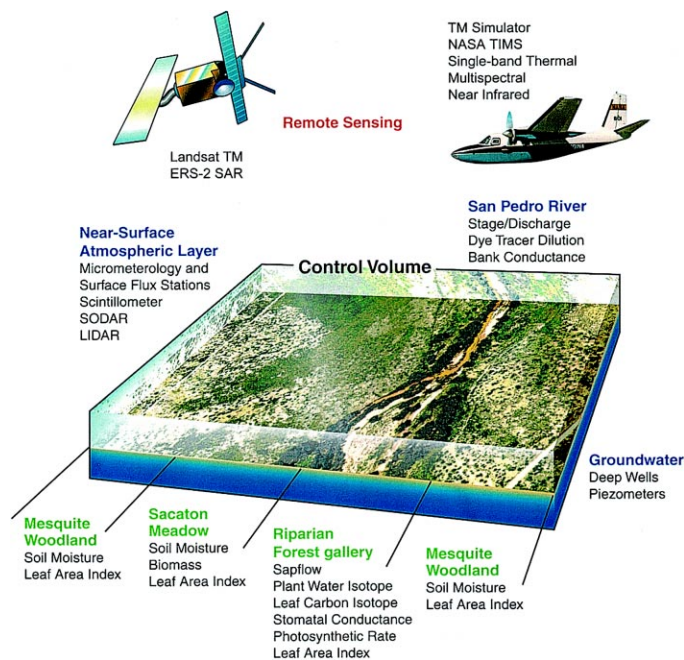 TM Simulator
NASA TIMS
Single-band Thermal
Multispectral
Near Infrared
Remote Sensing
Landsat TM
ERS-2 SAR
San Pedro River
Stage/Discharge
Dye Tracer Dilution
Bank Conductance
Near-Surface
Atmospheric Layer
Micrometerology and
Surface Flux Stations
Scintillometer
SODAR
LIDAR
Control Volume
Groundwater
Deep Wells
Piezometers
Mesquite
Woodland
Soil Moisture
Leaf Area Index
Sacaton
Meadow
Soil Moisture
Biomass
Leaf Area Index
Riparian
Forest gallery
Sapflow
Plant Water Isotope
Leaf Carbon Isotope
Stomatal Conductance
Photosynthetic Rate
Leaf Area Index
Mesquite
Woodland
Soil Moisture
Leaf Area Index